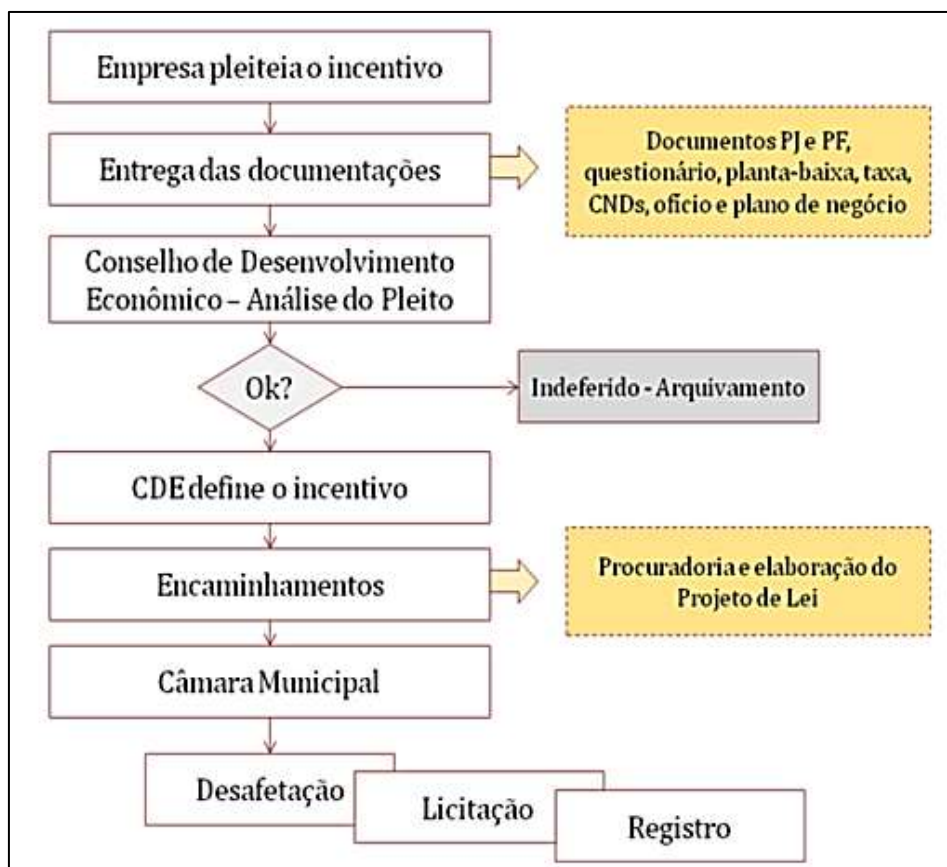 Empresa pleiteia o incentivo
Entrega das documentações
Documentos PJ e PF,
questionário, planta-baixa, taxa,
CNDs, ofício e plano de negócio
Conselho de Desenvolvimento
Econômico – Análise do Pleito
Ok?
Indeferido - Arquivamento
CDE define o incentivo
Encaminhamentos
Procuradoria e elaboração do
Projeto de Lei
Câmara Municipal
Desafetação
Licitação
Registro